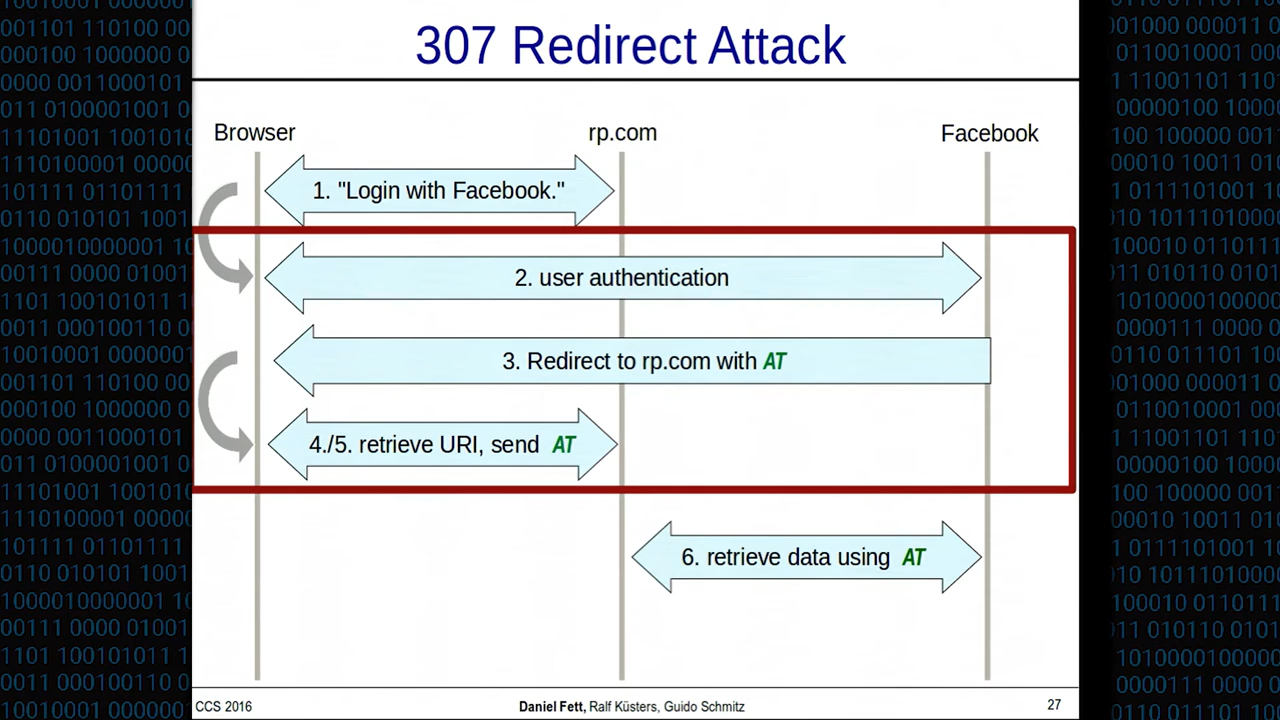 307 Redirect Attack
Browser
rp.com
Facebook
1. "Login with Facebook."
2. user authentication
3. Redirect to rp.com with AT
4./5. retrieve URI, send AT
6. retrieve data using AT
CCS 2016
Daniel Fett, Ralf Küsters, Guido Schmitz
27